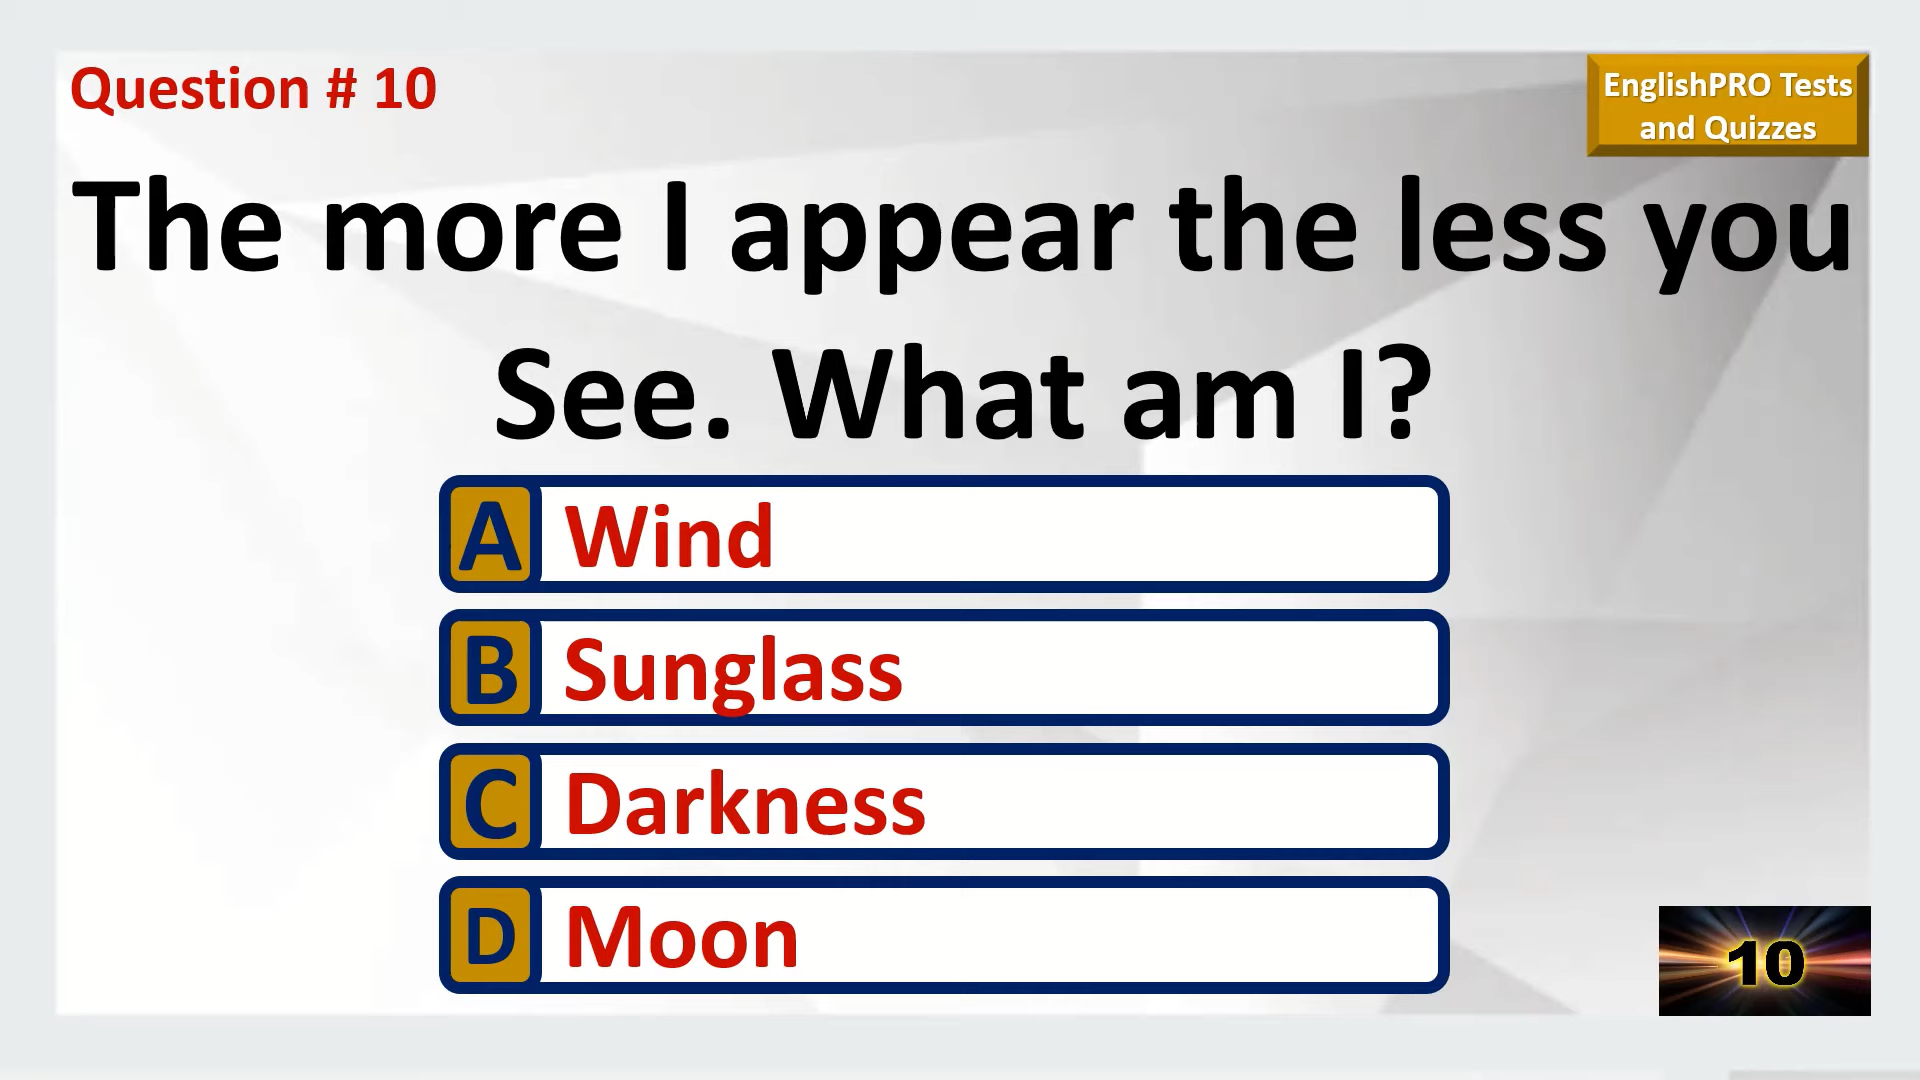 Question # 10
EnglishPRO Tests
and Quizzes
The more I appear the less you
See. What am I?
A Wind
B Sunglass
C Darkness
D Moon
10